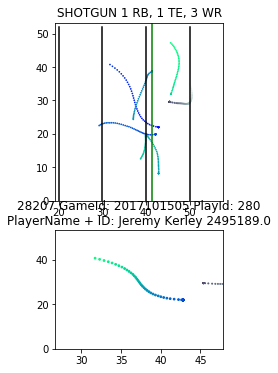 SHOTGUN 1 RB, 1 TE, 3 WR
50
40
30
20
10
0
20 30 40 50
28207 GameId: 2017101505 PlayId: 280
PlayerName + ID: Jeremy Kerley 2495189.0
40
20
0
30 35 40 45